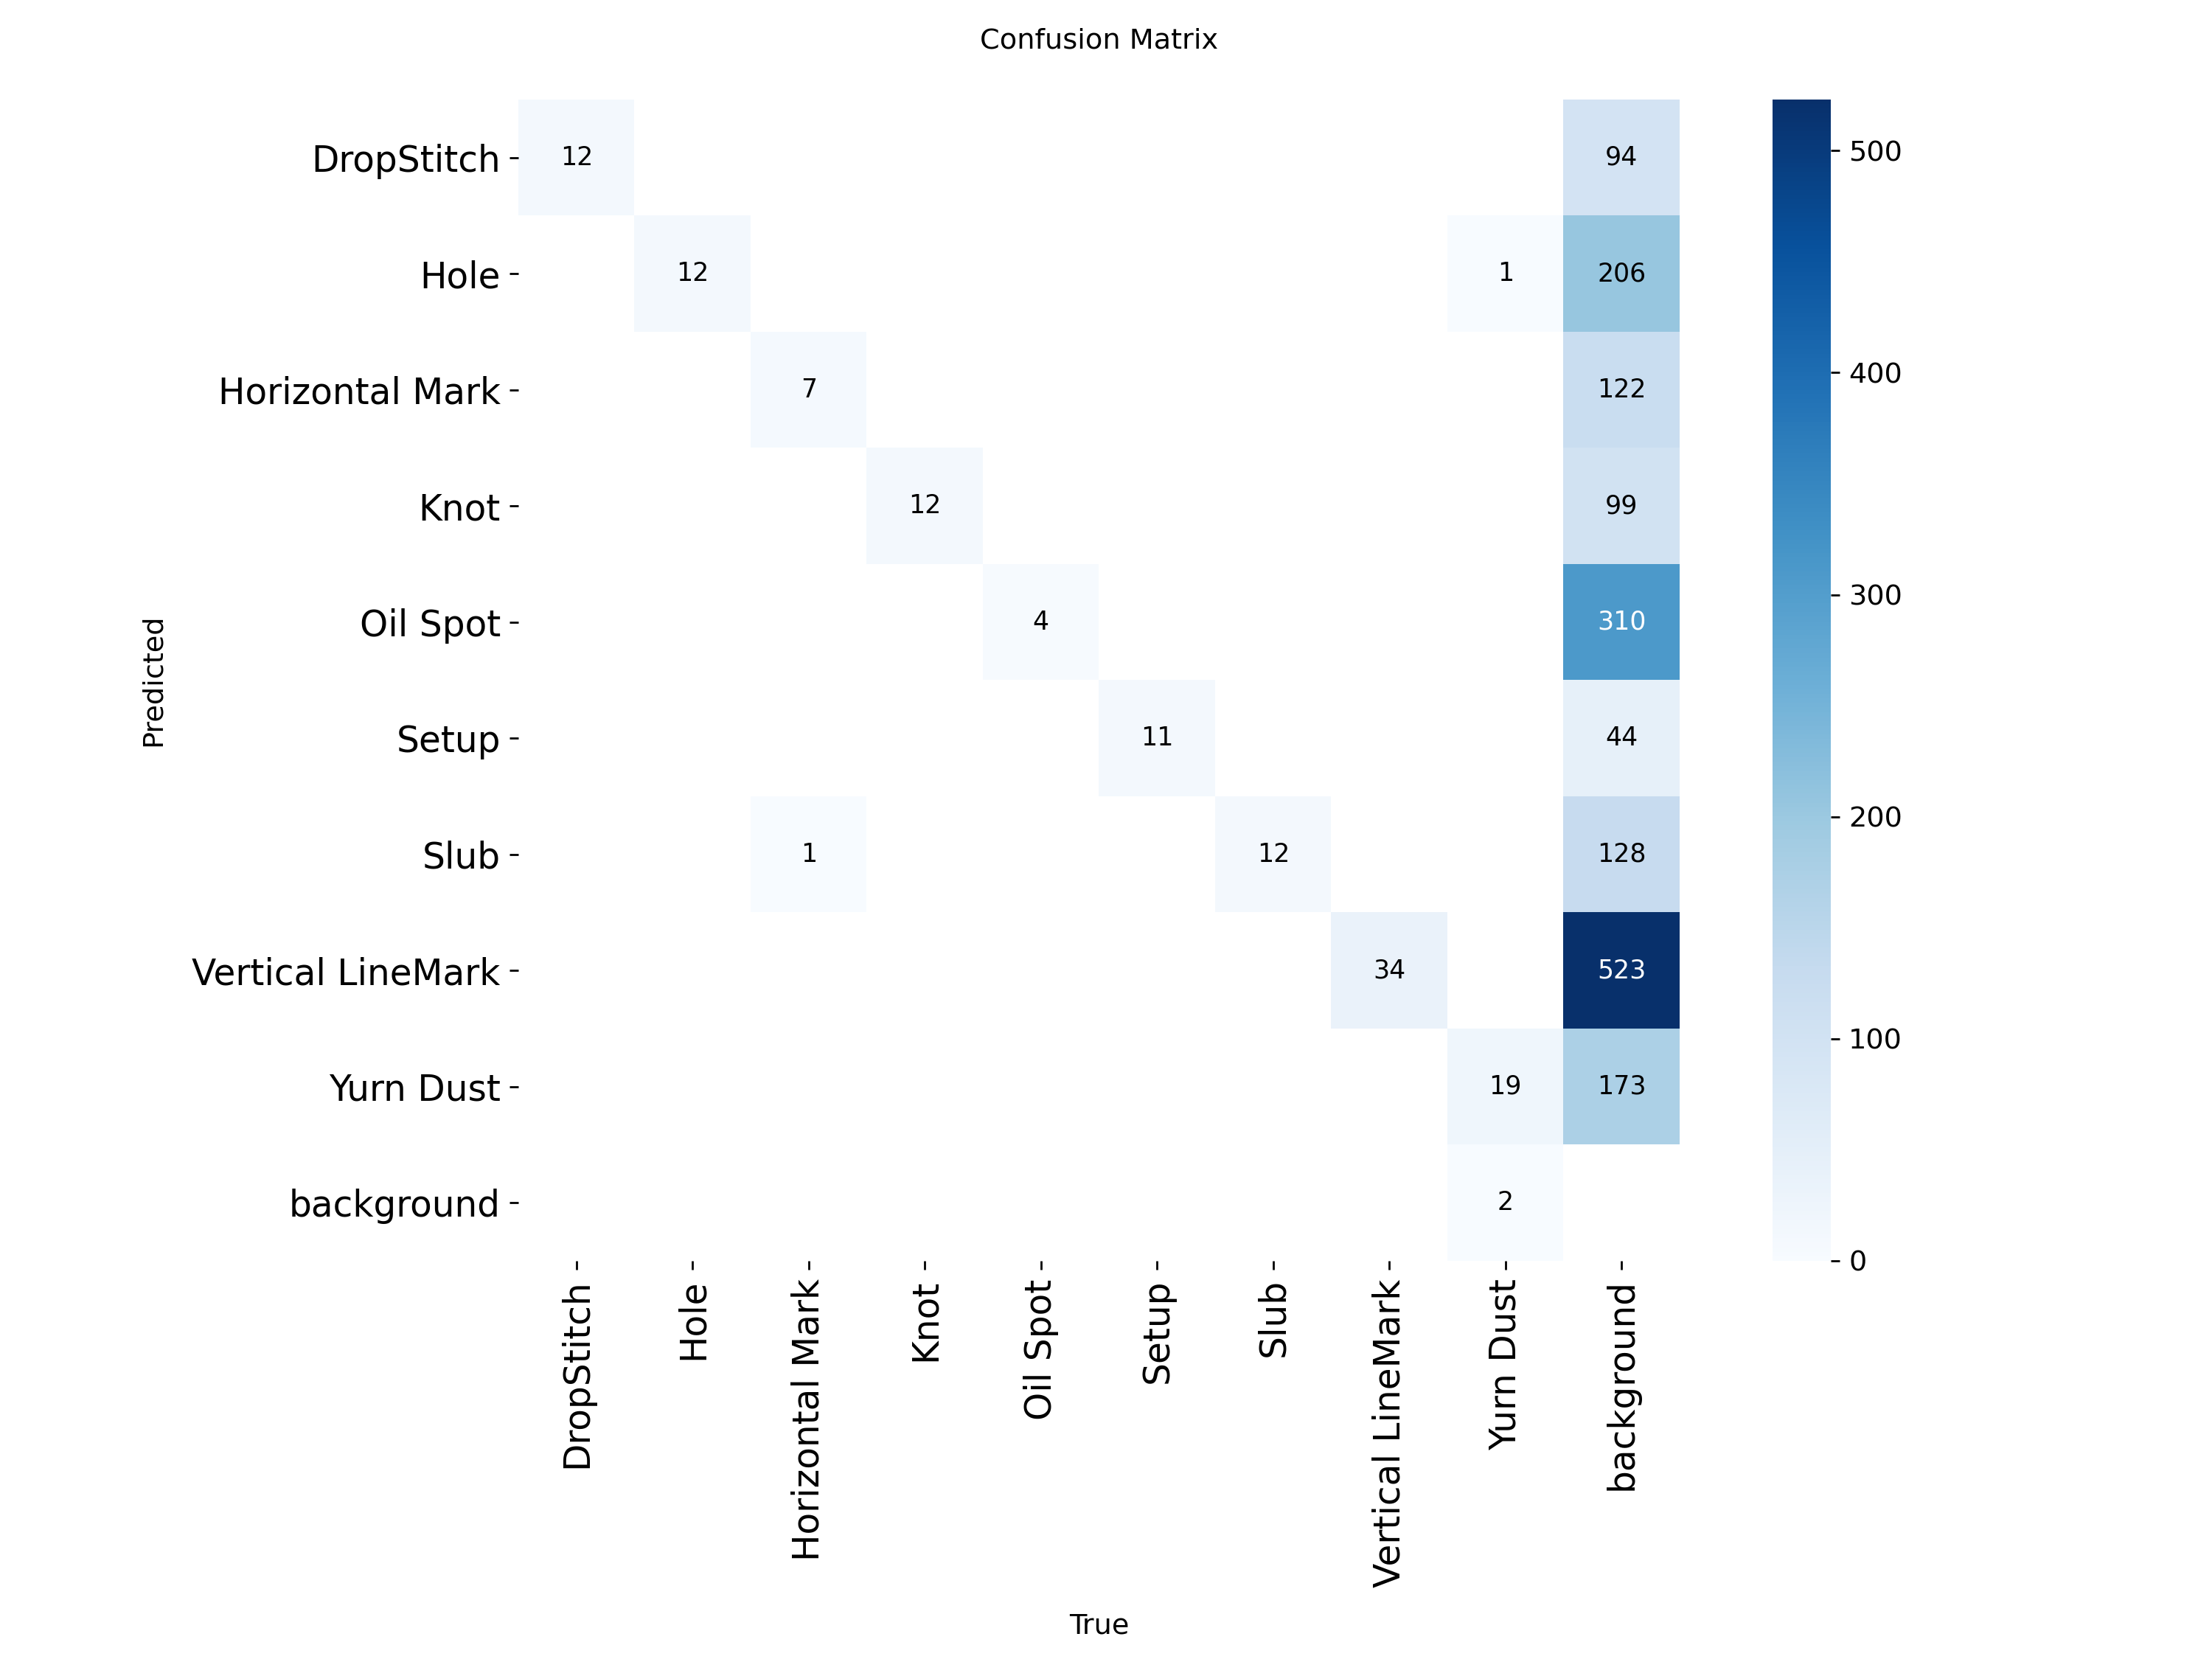 Confusion Matrix
DropStitch 12 94
Hole 12 1 206
Horizontal Mark 7 122
Knot 12 99
Oil Spot 4 310
Setup 11 44
Slub 1 12 128
Vertical LineMark 34 523
Yurn Dust 19 173
background 2
Predicted
DropStitch
Hole
Horizontal Mark
Knot
Oil Spot
Setup
Slub
Vertical LineMark
Yurn Dust
background
True
500
400
300
200
100
0